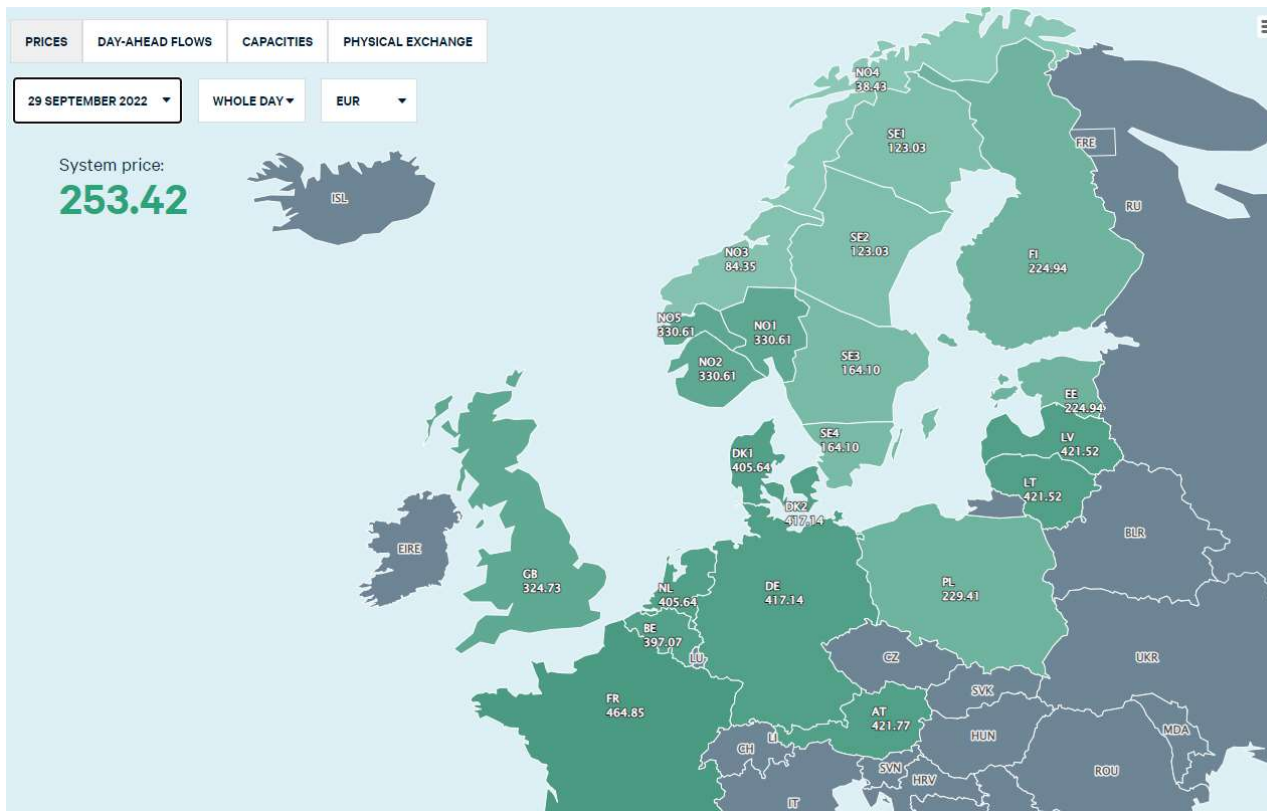 PRICES DAY-AHEAD FLOWS CAPACITIES PHYSICAL EXCHANGE
29 SEPTEMBER 2022 WHOLE DAY EUR
System price:
253.42
ISL
NO4
38.43
SE1
123.03
FRE
RU
SE2
123.03
NO3
84.35
FI
224.94
NO5
330.61
NO1
330.61
NO2
330.61
SE3
164.10
SE4
164.10
EE
224.94
LV
421.52
LT
421.52
DK1
405.64
DK2
417.14
BLR
EIRE
GB
324.73
NL
405.64
DE
417.14
PL
229.41
BE
397.07
LU
CZ
UKR
SVK
FR
464.85
AT
421.77
LI
CH
HUN
MDA
SVN
HRV
ROU
IT